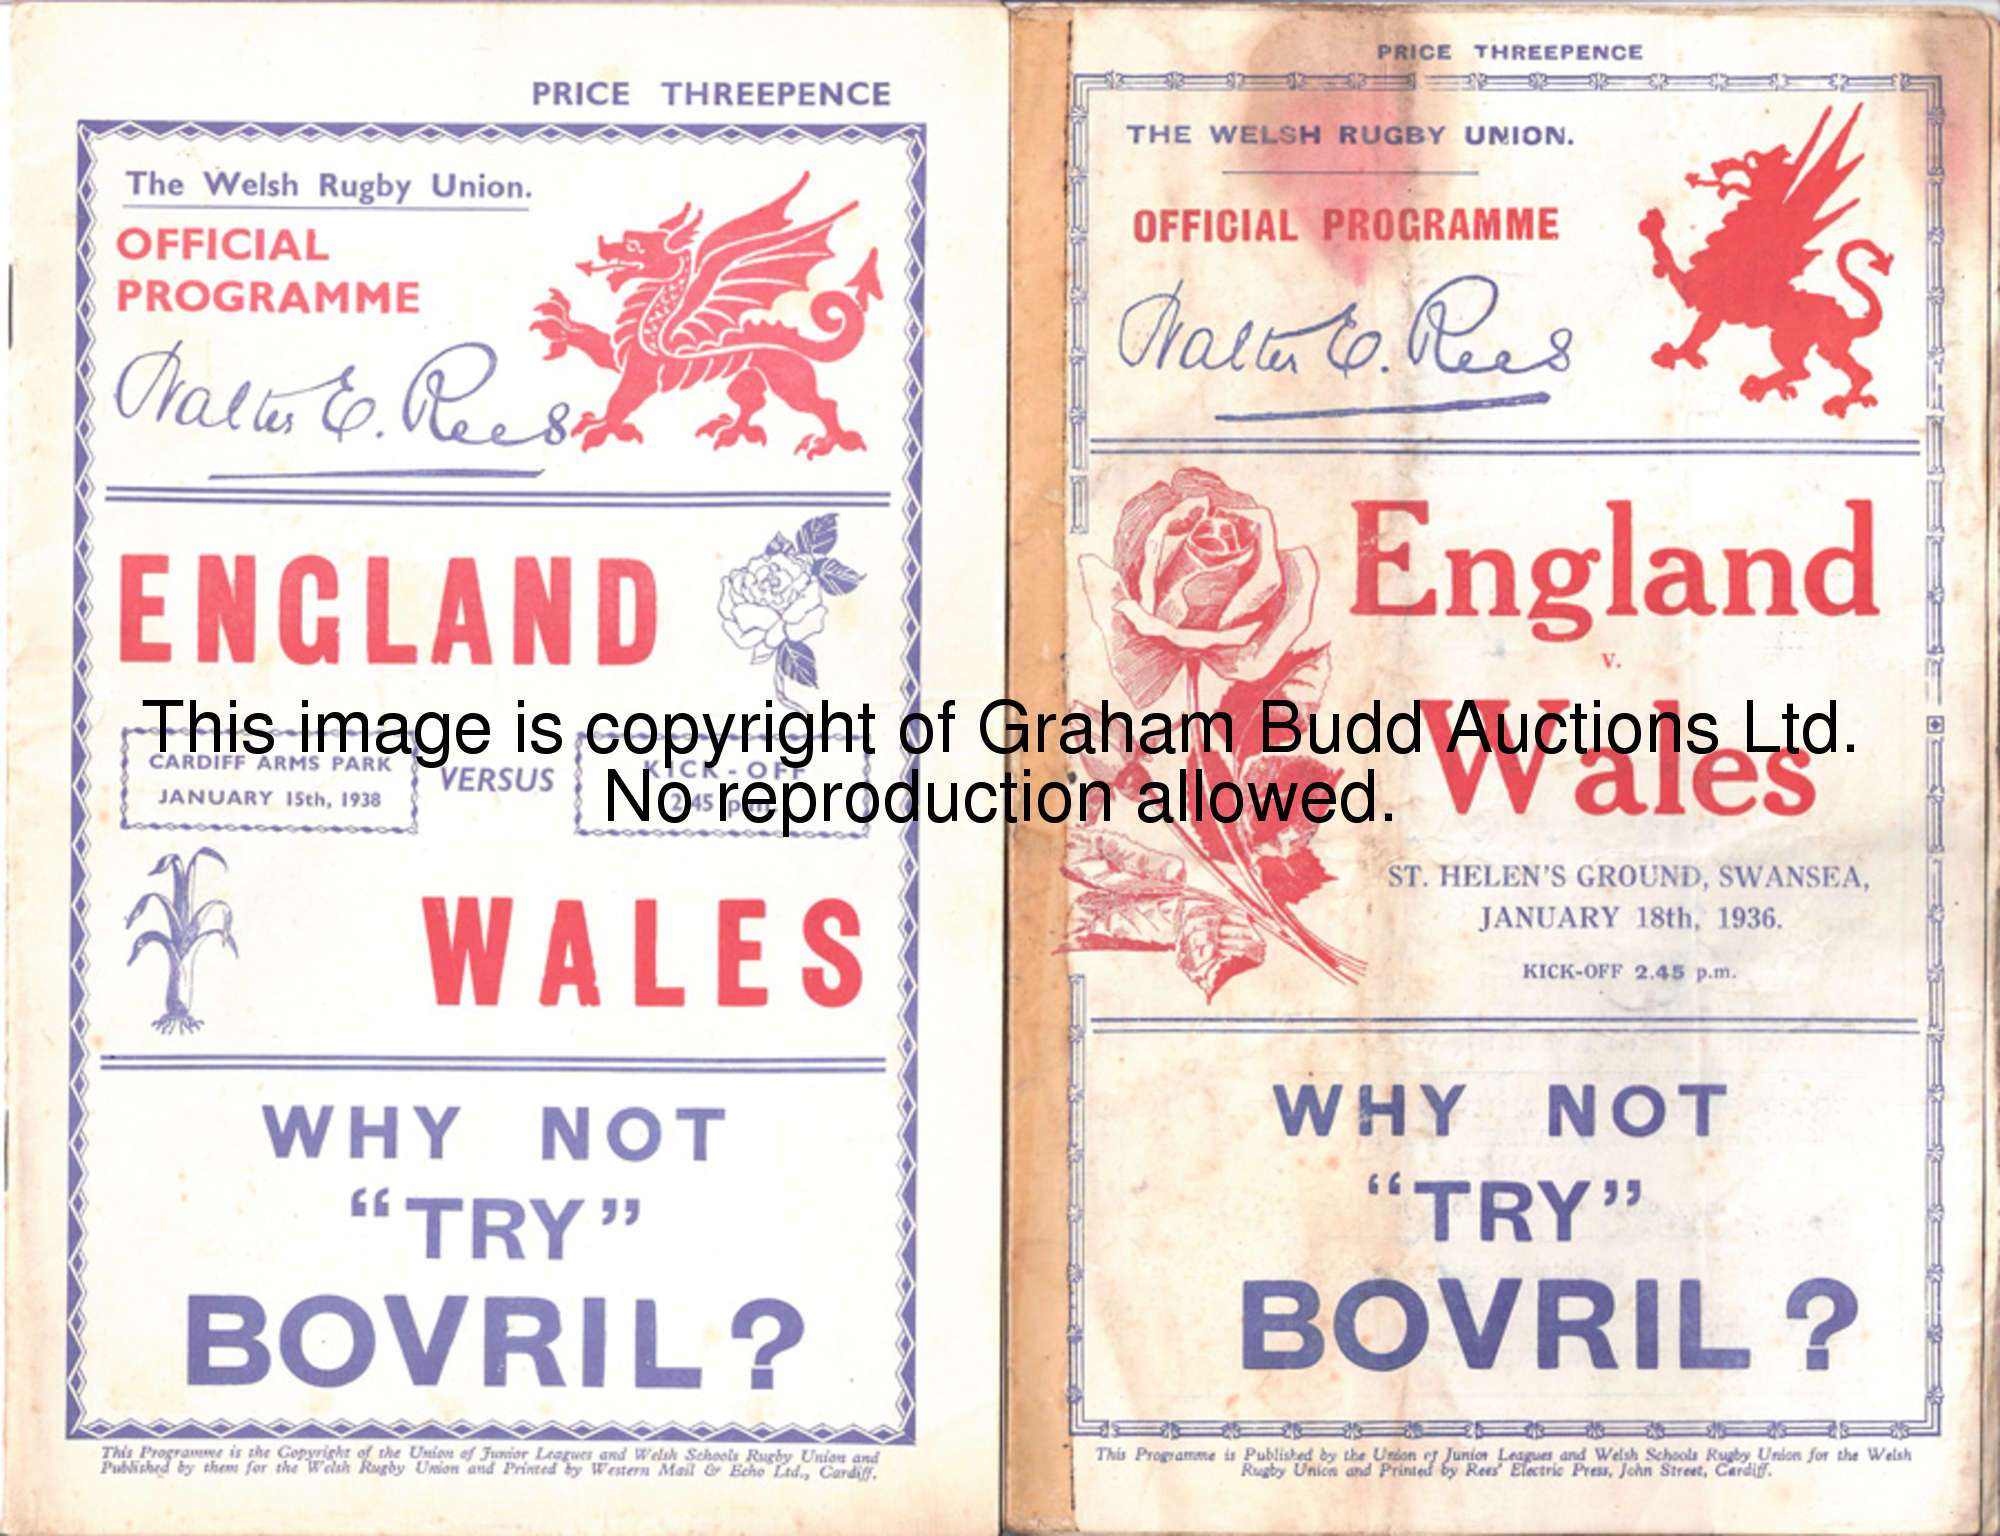 PRICE THREEPENCE
The Welsh Rugby Union.
OFFICIAL
PROGRAMME
Walter E. Rees
ENGLAND
CARDIFF ARMS PARK
JANUARY 15th, 1938
VERSUS
KICK-OFF
2.45 p.m.
WALES
WHY NOT
"TRY"
BOVRIL?
This Programme is the Copyright of the Union of Junior Leagues and Welsh Schools Rugby Union and
Published by them for the Welsh Rugby Union and Printed by Western Mail & Echo Ltd., Cardiff.
PRICE THREEPENCE
THE WELSH RUGBY UNION.
OFFICIAL PROGRAMME
Walter E. Rees
England
v.
Wales
ST. HELEN'S GROUND, SWANSEA,
JANUARY 18th, 1936.
KICK-OFF 2.45 p.m.
WHY NOT
"TRY"
BOVRIL?
This Programme is Published by the Union of Junior Leagues and Welsh Schools Rugby Union for the Welsh
Rugby Union and Printed by Rees' Electric Press, John Street, Cardiff.
This image is copyright of Graham Budd Auctions Ltd.
No reproduction allowed.